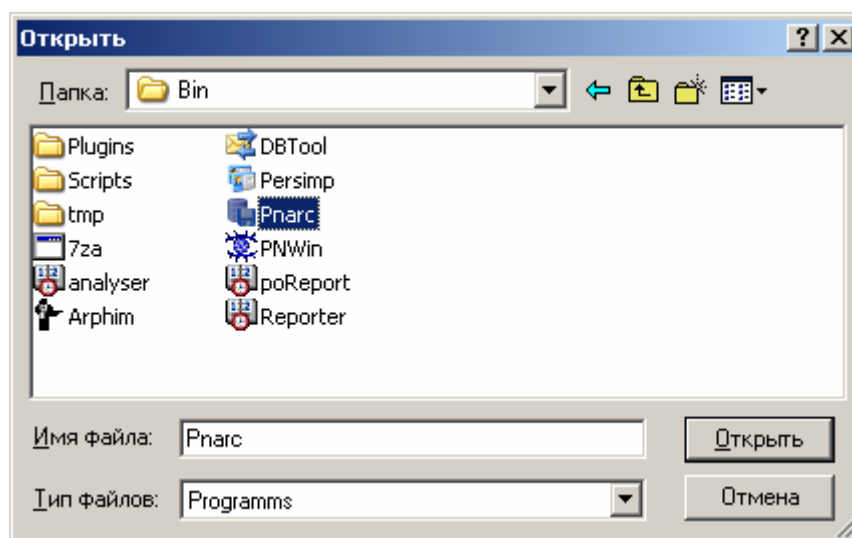 Открыть
Папка: Bin
Plugins
Scripts
tmp
7za
analyser
Arphim
DBTool
Persimp
Pnarc
PNWin
poReport
Reporter
Имя файла: Pnarc Открыть
Тип файлов: Programms Отмена